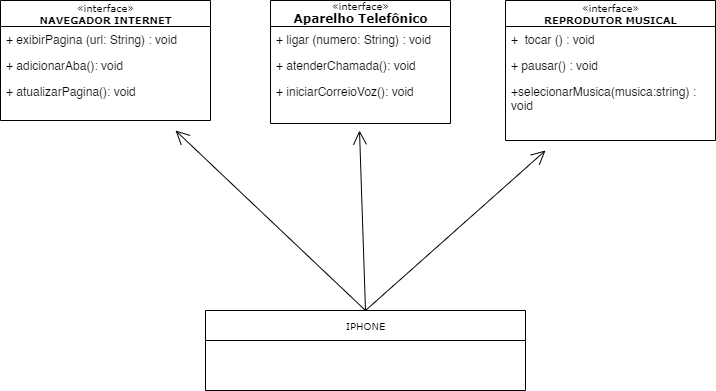 «interface»
NAVEGADOR INTERNET
+ exibirPagina (url: String) : void
+ adicionarAba(): void
+ atualizarPagina(): void
«interface»
Aparelho Telefônico
+ ligar (numero: String) : void
+ atenderChamada(): void
+ iniciarCorreioVoz(): void
«interface»
REPRODUTOR MUSICAL
+ tocar () : void
+ pausar() : void
+selecionarMusica(musica:string) :
void
IPHONE